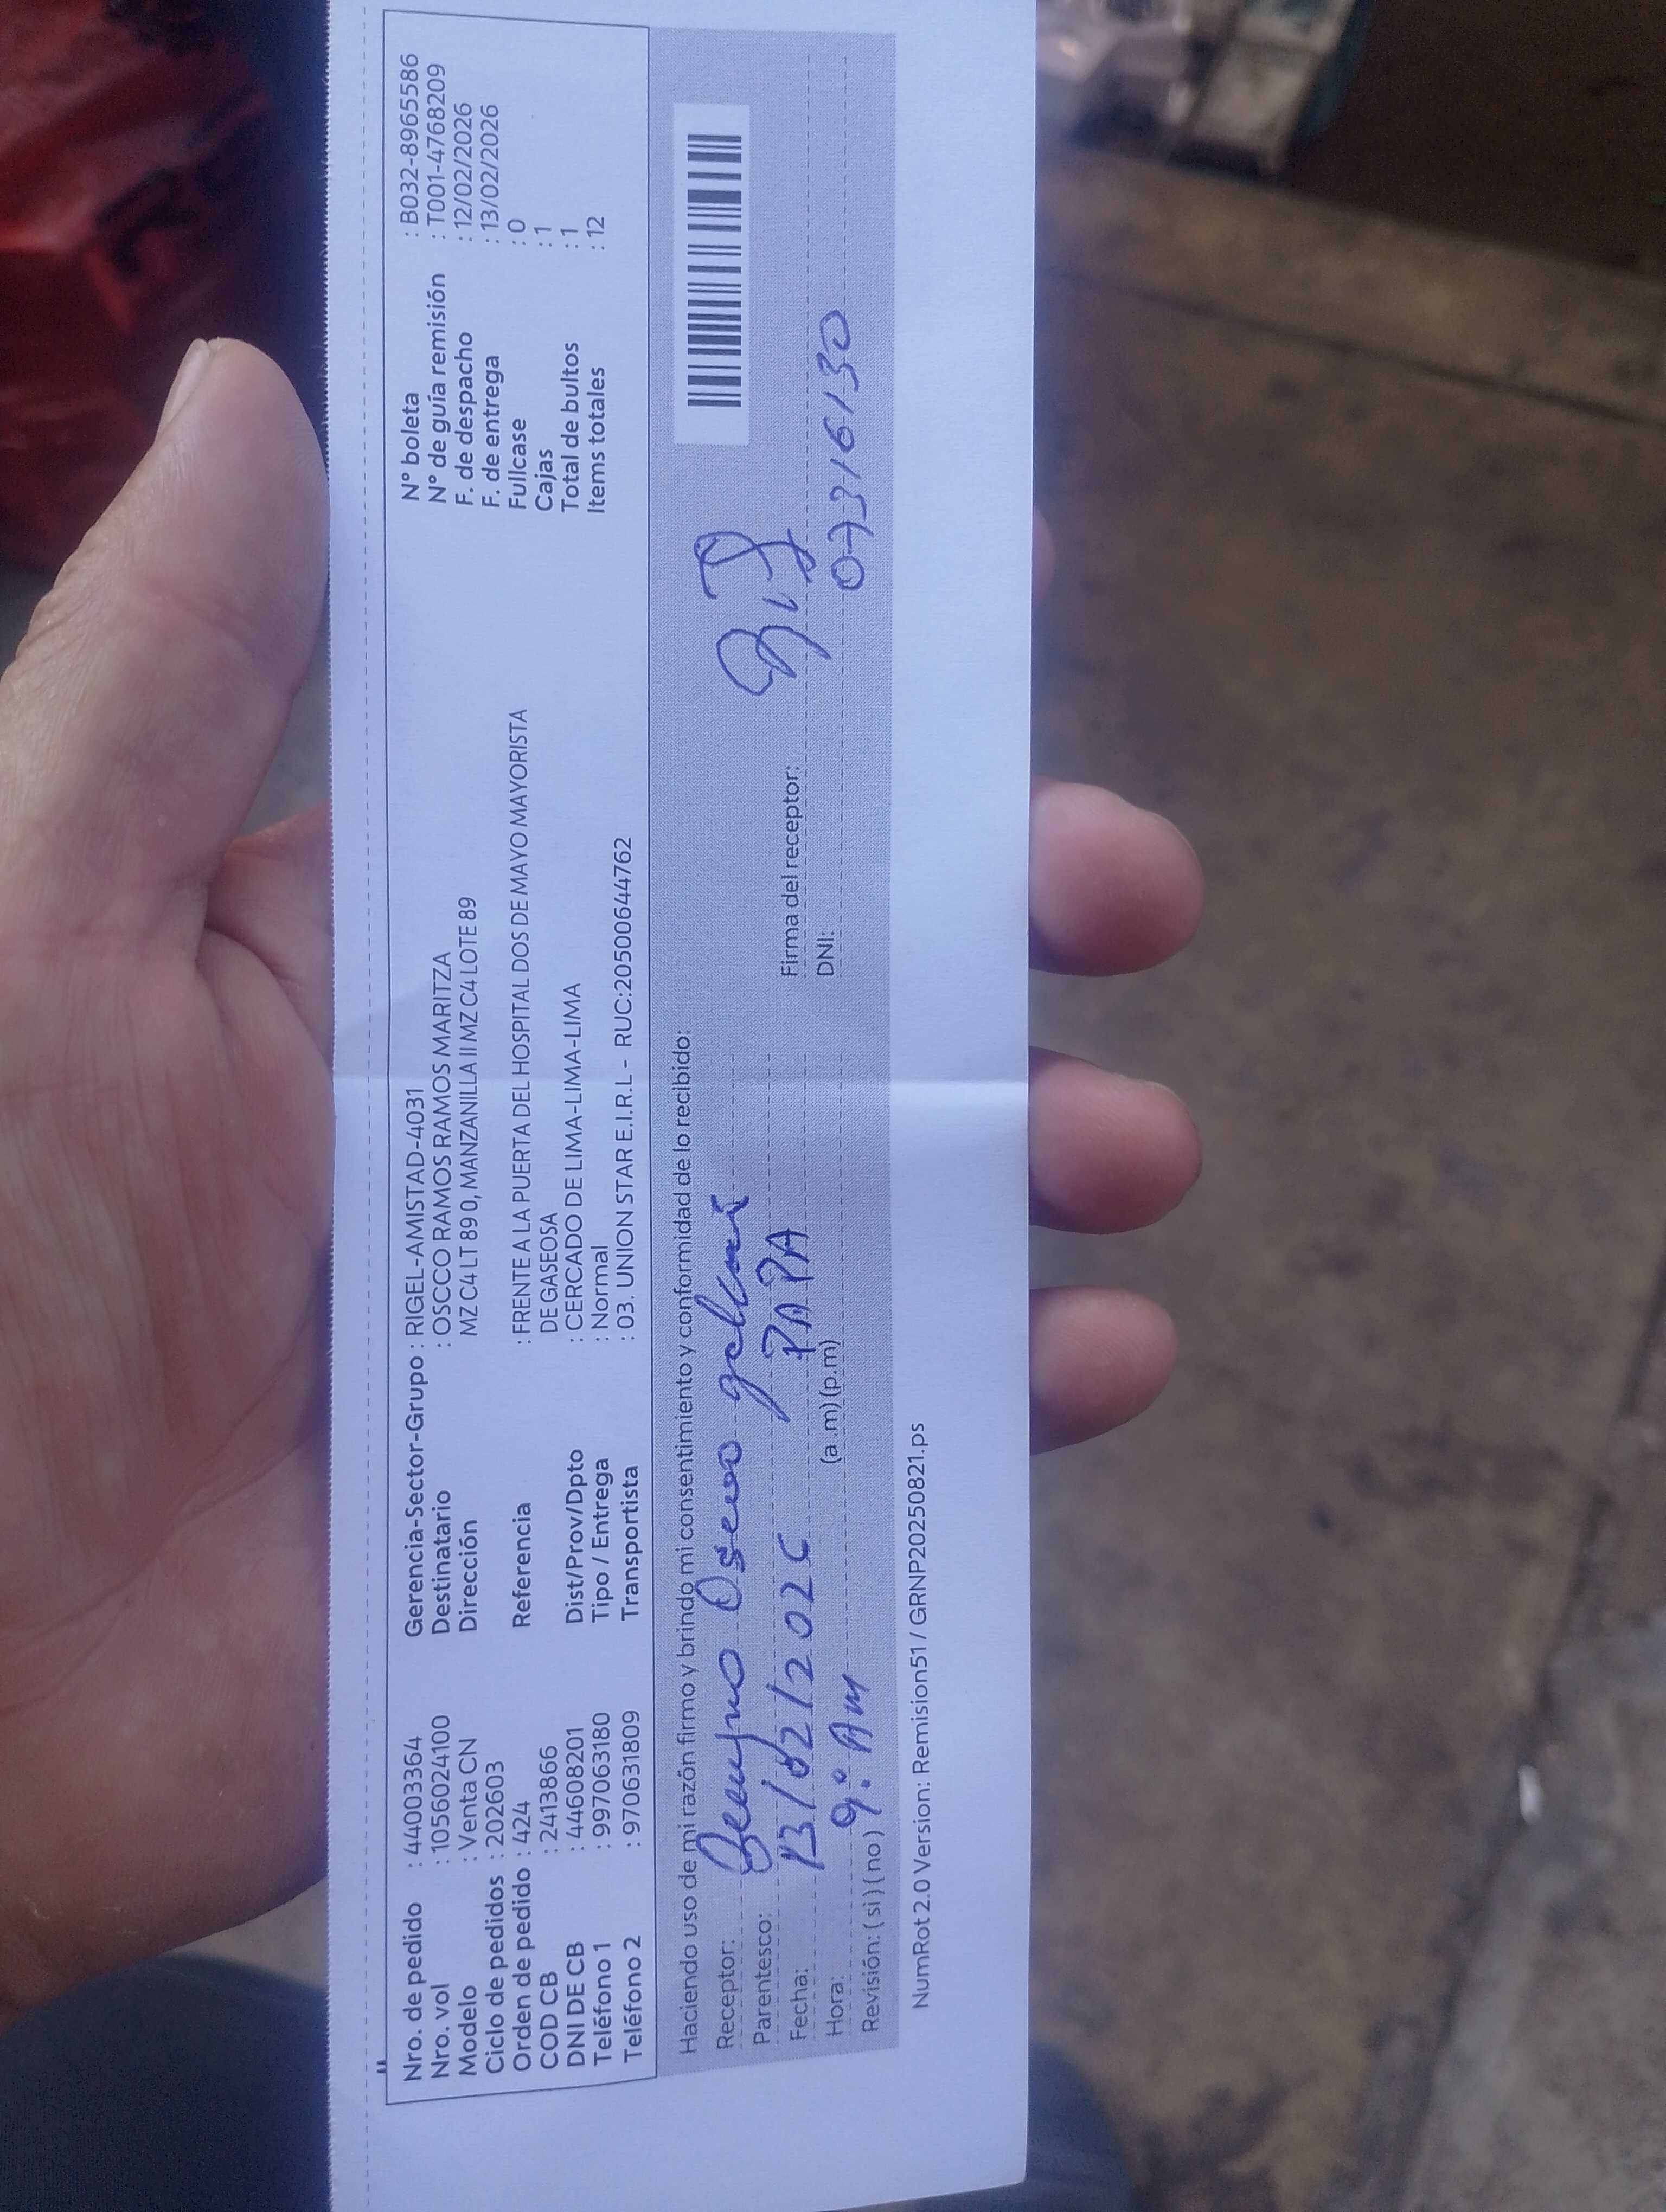 Nro. de pedido : 44003364
Nro. vol : 1056024100
Modelo : Venta CN
Ciclo de pedidos : 202603
Orden de pedido : 424
COD CB : 2413866
DNI DE CB : 44608201
Teléfono 1 : 997063180
Teléfono 2 : 970631809
Gerencia-Sector-Grupo : RIGEL-AMISTAD-4031
Destinatario : OSCCO RAMOS RAMOS MARITZA
Dirección MZ C4 LT 89 0, MANZANILLA II MZ C4 LOTE 89
Referencia : FRENTE A LA PUERTA DEL HOSPITAL DOS DE MAYO MAYORISTA
DE GASEOSA
Dist/Prov/Dpto : CERCADO DE LIMA-LIMA-LIMA
Tipo / Entrega : Normal
Transportista : 03. UNION STAR E.I.R.L - RUC:20500644762
N° boleta : B032-8965586
N° de guía remisión : T001-4768209
F. de despacho : 12/02/2026
F. de entrega : 13/02/2026
Fullcase : 0
Cajas : 1
Total de bultos : 1
Items totales : 12
Haciendo uso de mi razón firmo y brindo mi consentimiento y conformidad de lo recibido:
Receptor:
Parentesco: PAPA
Fecha: 13/02/202
Hora: 9: AM (a .m) (p.m)
Revisión: ( si ) ( no )
Firma del receptor:
DNI:
NumRot 2.0 Version: Remision51 / GRNP20250821.ps